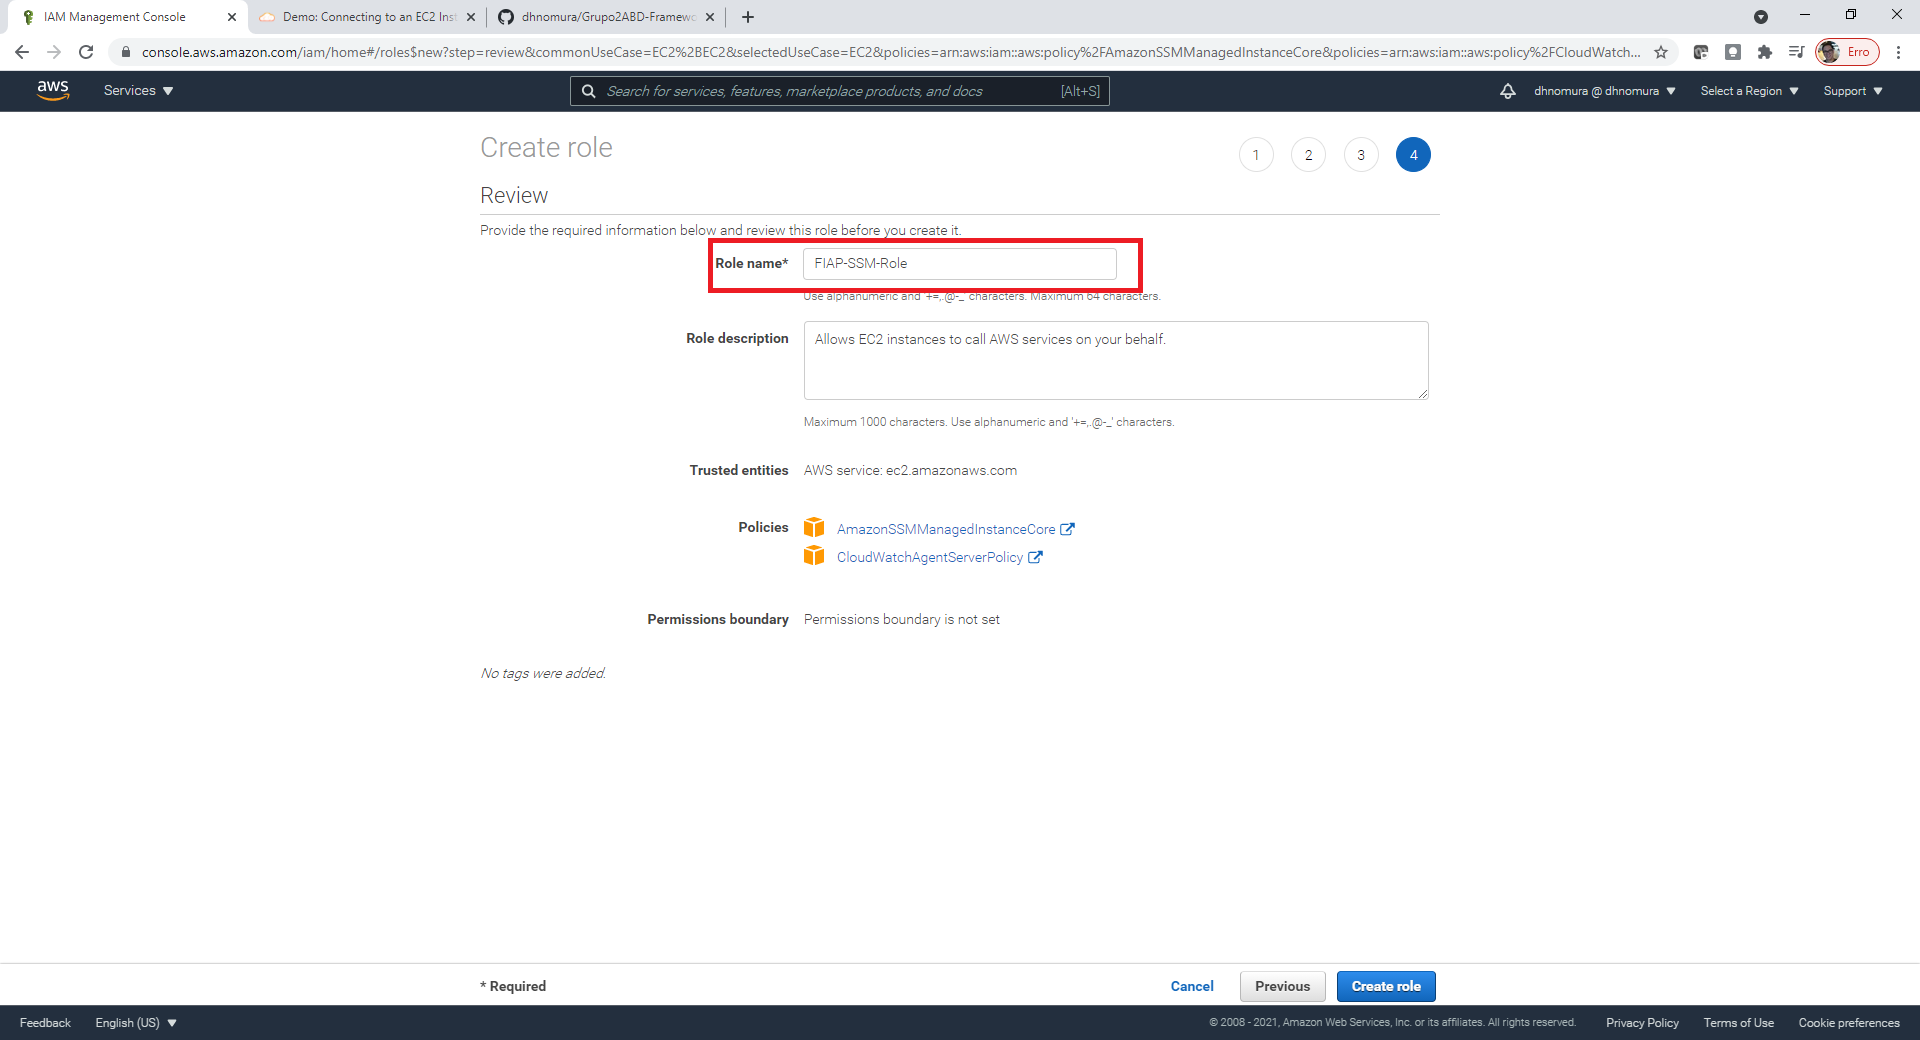 IAM Management Console
Demo: Connecting to an EC2 Inst
dhnomura/Grupo2ABD-Framewo
console.aws.amazon.com/iam/home#/roles$new?step=review&commonUseCase=EC2%2BEC2&selectedUseCase=EC2&policies=arn:aws:iam::aws:policy%2FAmazonSSMManagedInstanceCore&policies=arn:aws:iam::aws:policy%2FCloudWatch...
Erro
aws
Services
Search for services, features, marketplace products, and docs
[Alt+S]
dhnomura @ dhnomura
Select a Region
Support
Create role
1
2
3
4
Review
Provide the required information below and review this role before you create it.
Role name*
FIAP-SSM-Role
Use alphanumeric and '+=,.@-_' characters. Maximum 64 characters.
Role description
Allows EC2 instances to call AWS services on your behalf.
Maximum 1000 characters. Use alphanumeric and '+=,.@-_' characters.
Trusted entities
AWS service: ec2.amazonaws.com
Policies
AmazonSSMManagedInstanceCore
CloudWatchAgentServerPolicy
Permissions boundary
Permissions boundary is not set
No tags were added.
* Required
Cancel
Previous
Create role
Feedback
English (US)
© 2008 - 2021, Amazon Web Services, Inc. or its affiliates. All rights reserved.
Privacy Policy
Terms of Use
Cookie preferences